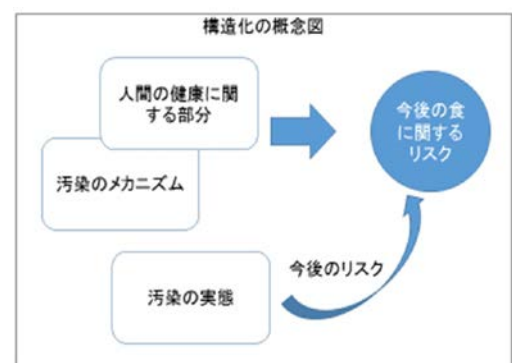 構造化の概念図
人間の健康に関
する部分
今後の食
に関する
リスク
汚染のメカニズム
今後のリスク
汚染の実態